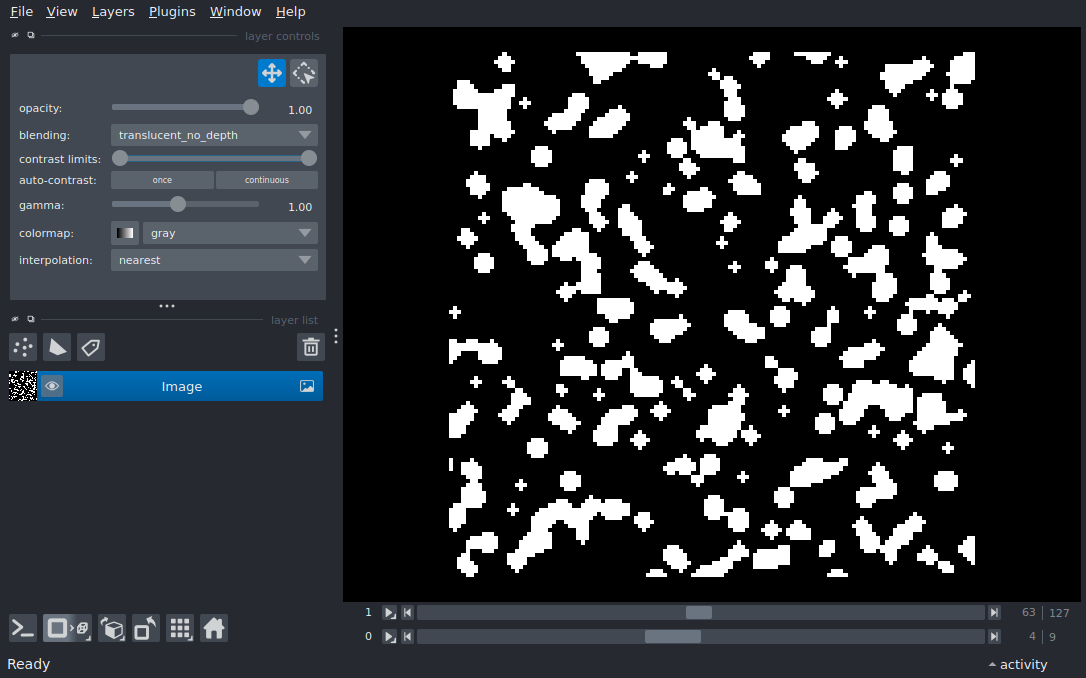 File View Layers Plugins Window Help
layer controls
opacity: 1.00
blending: translucent_no_depth
contrast limits:
auto-contrast: once continuous
gamma: 1.00
colormap: gray
interpolation: nearest
layer list
Image
1 63 127
0 4 9
Ready activity